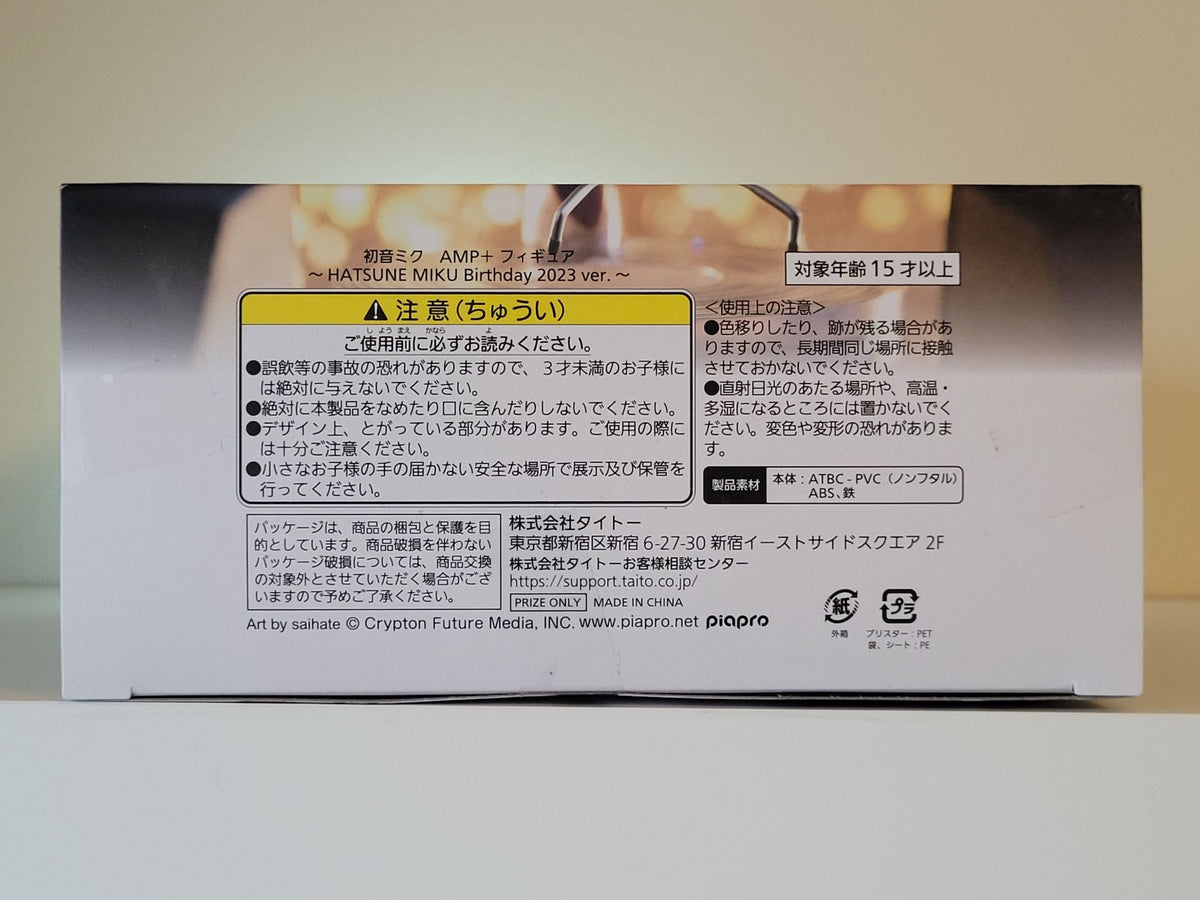 初音ミク AMP+ フィギュア
～ HATSUNE MIKU Birthday 2023 ver. ～
対象年齢 15 才以上
注 意 (ちゅうい)
しようまえ かなら よ
ご使用前に必ずお読みください。
●誤飲等の事故の恐れがありますので、3才未満のお子様に
は絶対に与えないでください。
●絶対に本製品をなめたり口に含んだりしないでください。
●デザイン上、とがっている部分があります。ご使用の際に
は十分ご注意ください。
●小さなお子様の手の届かない安全な場所で展示及び保管を
行ってください。
＜使用上の注意＞
●色移りしたり、跡が残る場合があ
りますので、長期間同じ場所に接触
させておかないでください。
●直射日光のあたる場所や、高温・
多湿になるところには置かないでく
ださい。変色や変形の恐れがありま
す。
製品素材
本体：ATBC - PVC（ノンフタル）
ABS、鉄
パッケージは、商品の梱包と保護を目
的としています。商品破損を伴わない
パッケージ破損については、商品交換
の対象外とさせていただく場合がござ
いますので予めご了承ください。
株式会社タイトー
東京都新宿区新宿 6-27-30 新宿イーストサイドスクエア 2F
株式会社タイトーお客様相談センター
https://support.taito.co.jp/
PRIZE ONLY MADE IN CHINA
Art by saihate © Crypton Future Media, INC. www.piapro.net piapro
紙
外箱
プラ
ブリスター：PET
袋、シート：PE